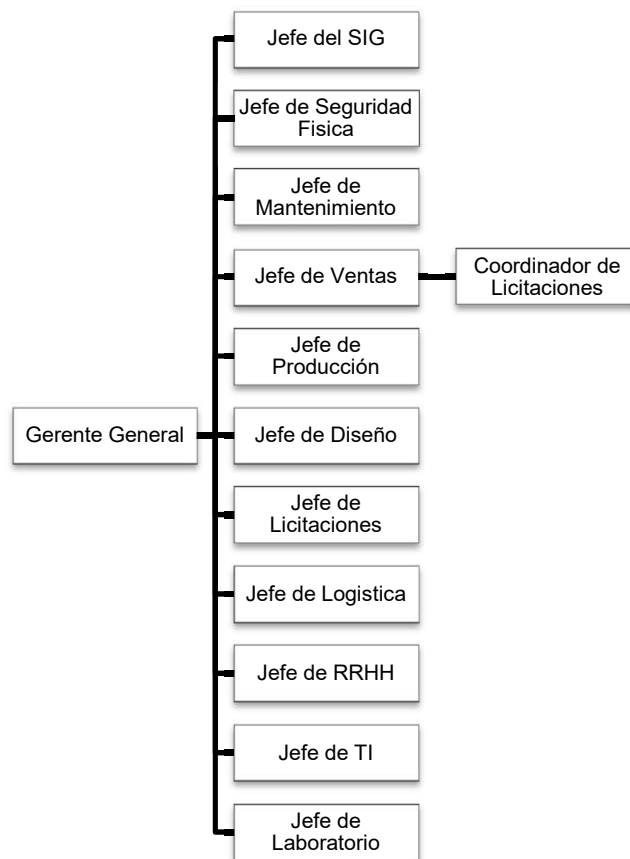 Jefe del SIG
Jefe de Seguridad
Fisica
Jefe de
Mantenimiento
Jefe de Ventas
Coordinador de
Licitaciones
Jefe de
Producción
Gerente General
Jefe de Diseño
Jefe de
Licitaciones
Jefe de Logistica
Jefe de RRHH
Jefe de TI
Jefe de
Laboratorio